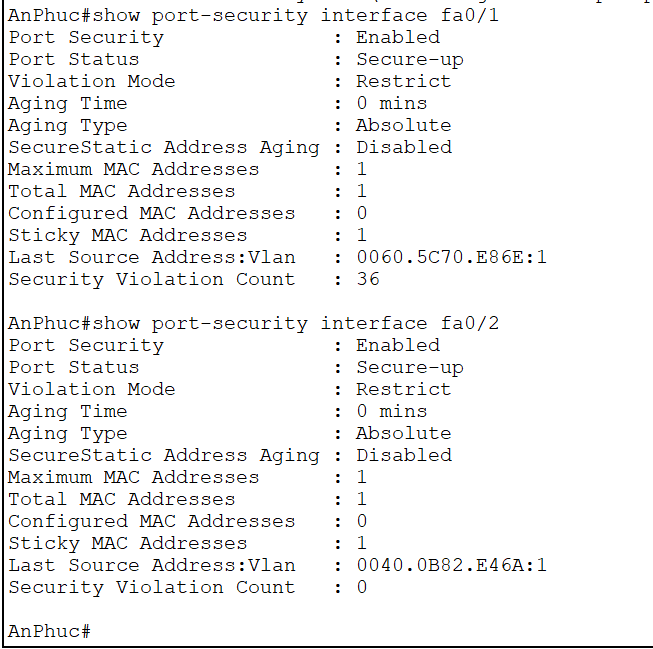 AnPhuc#show port-security interface fa0/1
Port Security              : Enabled
Port Status                : Secure-up
Violation Mode             : Restrict
Aging Time                 : 0 mins
Aging Type                 : Absolute
SecureStatic Address Aging : Disabled
Maximum MAC Addresses      : 1
Total MAC Addresses        : 1
Configured MAC Addresses   : 0
Sticky MAC Addresses       : 1
Last Source Address:Vlan   : 0060.5C70.E86E:1
Security Violation Count   : 36

AnPhuc#show port-security interface fa0/2
Port Security              : Enabled
Port Status                : Secure-up
Violation Mode             : Restrict
Aging Time                 : 0 mins
Aging Type                 : Absolute
SecureStatic Address Aging : Disabled
Maximum MAC Addresses      : 1
Total MAC Addresses        : 1
Configured MAC Addresses   : 0
Sticky MAC Addresses       : 1
Last Source Address:Vlan   : 0040.0B82.E46A:1
Security Violation Count   : 0

AnPhuc#